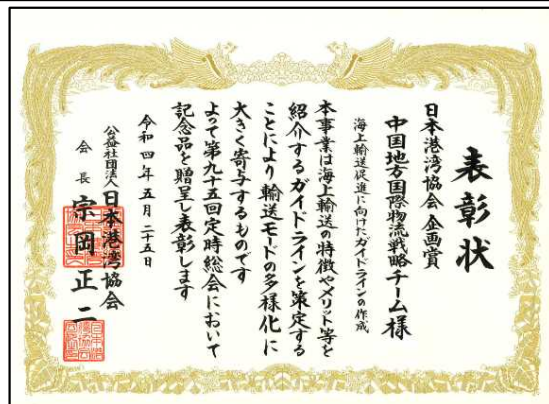 表彰状
日本港湾協会 企画賞
中国地方国際物流戦略チーム様
海上輸送促進に向けたガイドラインの作成
本事業は海上輸送の特徴やメリット等を
紹介するガイドラインを策定する
ことにより輸送モードの多様化に
大きく寄与するものです
よって第九十五回定時総会において
記念品を贈呈し表彰します
令和四年五月二十五日
公益社団法人日本港湾協会
会長 宗岡正二